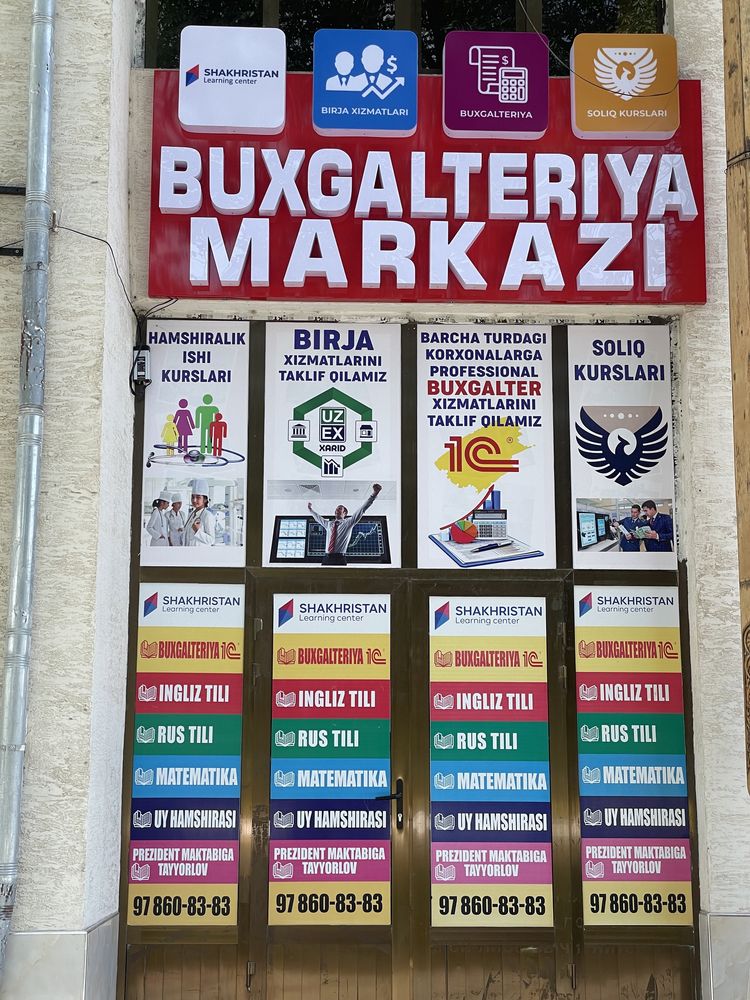 SHAKHRISTAN
Learning center
BIRJA XIZMATLARI
$
BUXGALTERIYA
SOLIQ KURSLARI
BUXGALTERIYA
MARKAZI
HAMSHIRALIK
ISHI
KURSLARI
BIRJA
XIZMATLARINI
TAKLIF QILAMIZ
UZ
EX
XARID
BARCHA TURDAGI
KORXONALARGA
PROFESSIONAL
BUXGALTER
XIZMATLARINI
TAKLIF QILAMIZ
1C®
SOLIQ
KURSLARI
SHAKHRISTAN
Learning center
BUXGALTERIYA 1C
INGLIZ TILI
RUS TILI
MATEMATIKA
UY HAMSHIRASI
PREZIDENT MAKTABIGA
TAYYORLOV
97 860-83-83
SHAKHRISTAN
Learning center
BUXGALTERIYA 1C
INGLIZ TILI
RUS TILI
MATEMATIKA
UY HAMSHIRASI
PREZIDENT MAKTABIGA
TAYYORLOV
97 860-83-83
SHAKHRISTAN
Learning center
BUXGALTERIYA 1C
INGLIZ TILI
RUS TILI
MATEMATIKA
UY HAMSHIRASI
PREZIDENT MAKTABIGA
TAYYORLOV
97 860-83-83
SHAKHRISTAN
Learning center
BUXGALTERIYA 1C
INGLIZ TILI
RUS TILI
MATEMATIKA
UY HAMSHIRASI
PREZIDENT MAKTABIGA
TAYYORLOV
97 860-83-83